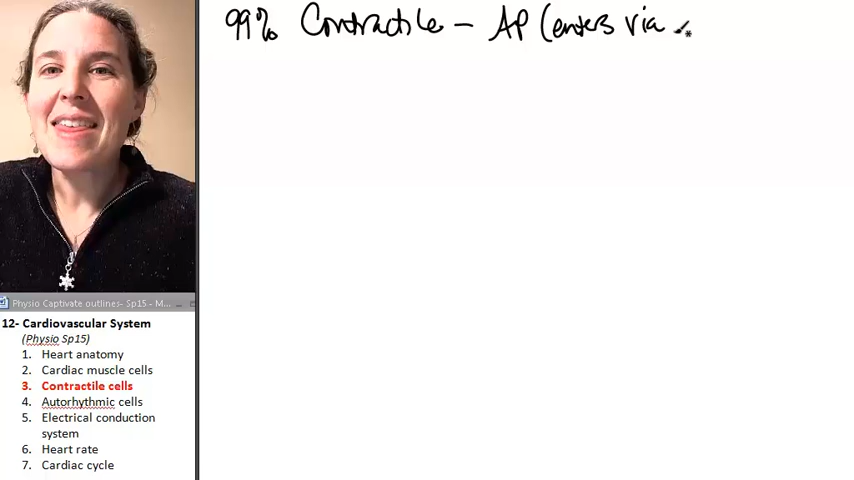 99% Contractile – AP (enters via
Physio Captivate outlines- Sp15 - M...
12- Cardiovascular System
(Physio Sp15)
1. Heart anatomy
2. Cardiac muscle cells
3. Contractile cells
4. Autorhythmic cells
5. Electrical conduction
system
6. Heart rate
7. Cardiac cycle